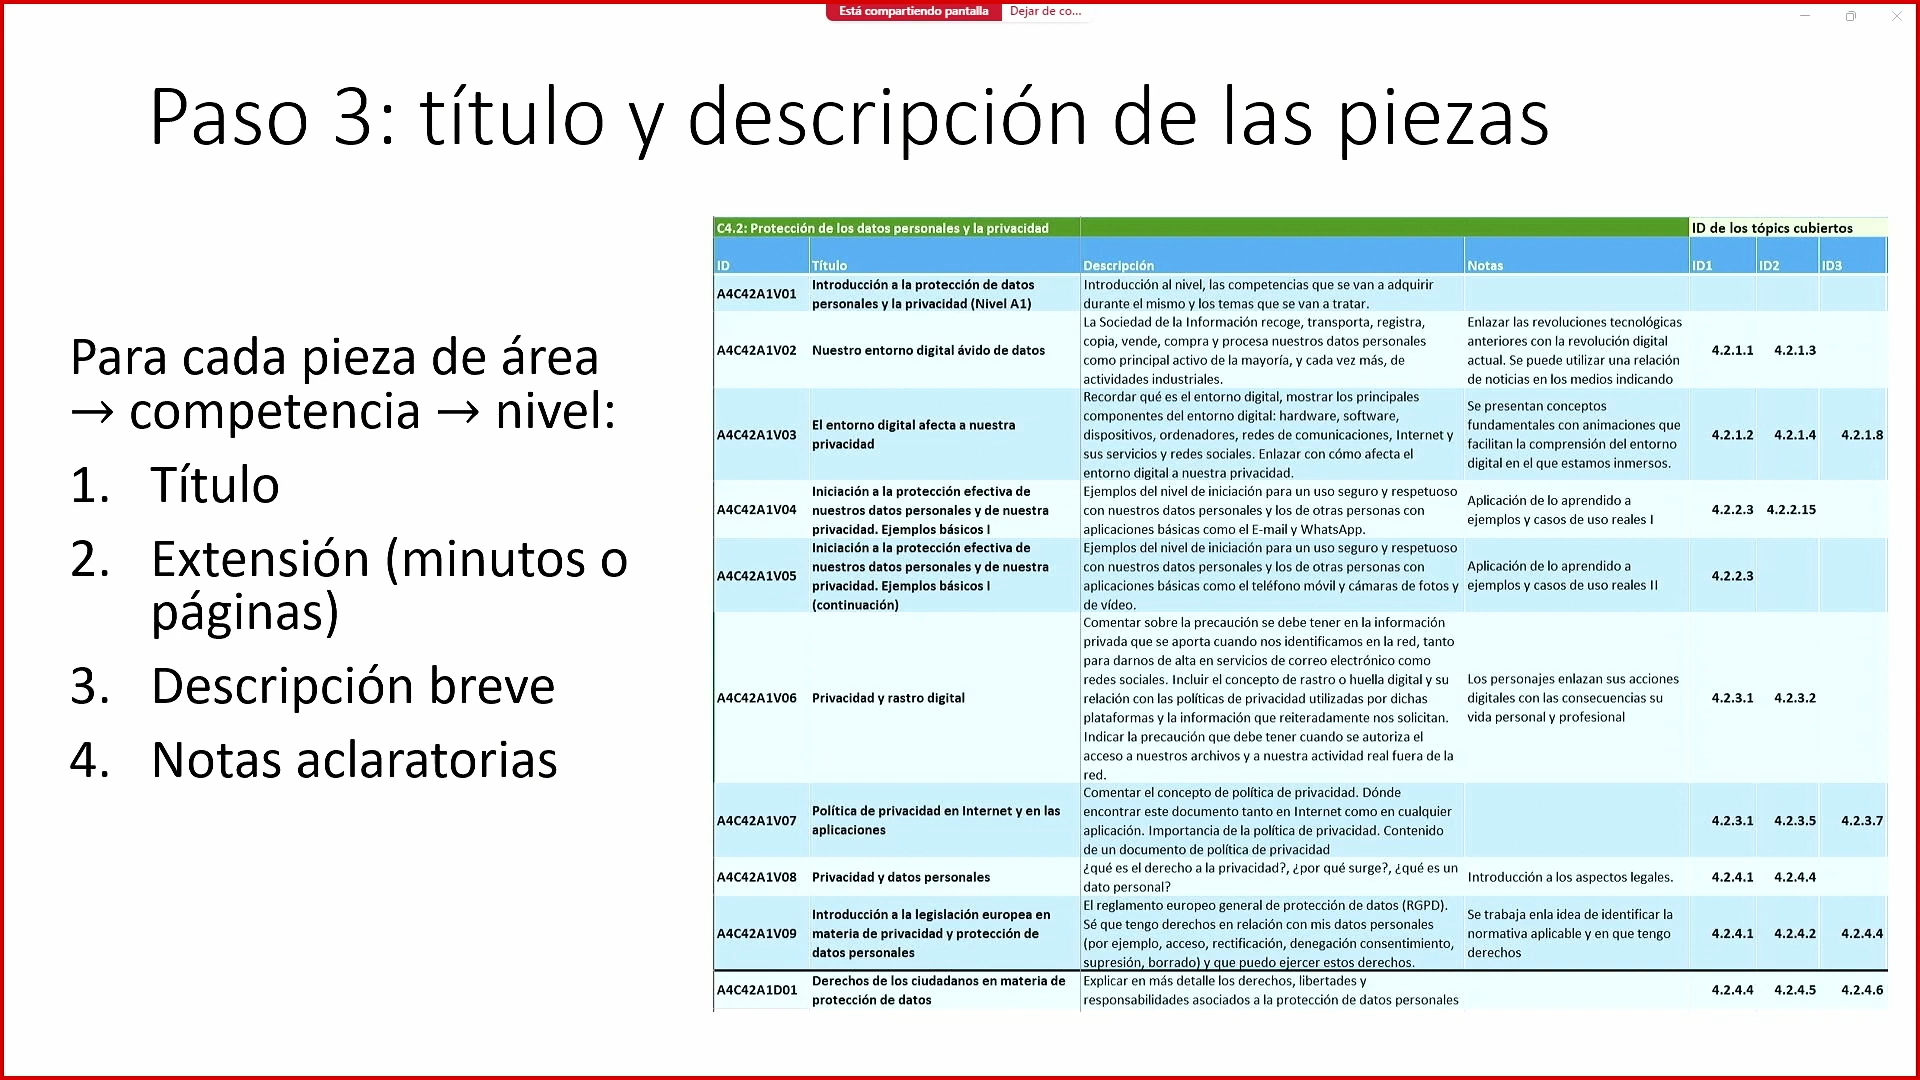 Está compartiendo pantalla
Dejar de co...
Paso 3: título y descripción de las piezas
Para cada pieza de área
→ competencia → nivel:
1. Título
2. Extensión (minutos o
páginas)
3. Descripción breve
4. Notas aclaratorias
C4.2: Protección de los datos personales y la privacidad
ID de los tópics cubiertos
ID Título Descripción Notas ID1 ID2 ID3
A4C42A1V01
Introducción a la protección de datos
personales y la privacidad (Nivel A1)
Introducción al nivel, las competencias que se van a adquirir
durante el mismo y los temas que se van a tratar.
A4C42A1V02
Nuestro entorno digital ávido de datos
La Sociedad de la Información recoge, transporta, registra,
copia, vende, compra y procesa nuestros datos personales
como principal activo de la mayoría, y cada vez más, de
actividades industriales.
Enlazar las revoluciones tecnológicas
anteriores con la revolución digital
actual. Se puede utilizar una relación
de noticias en los medios indicando
4.2.1.1 4.2.1.3
A4C42A1V03
El entorno digital afecta a nuestra
privacidad
Recordar qué es el entorno digital, mostrar los principales
componentes del entorno digital: hardware, software,
dispositivos, ordenadores, redes de comunicaciones, Internet y
sus servicios y redes sociales. Enlazar con cómo afecta el
entorno digital a nuestra privacidad.
Se presentan conceptos
fundamentales con animaciones que
facilitan la comprensión del entorno
digital en el que estamos inmersos.
4.2.1.2 4.2.1.4 4.2.1.8
A4C42A1V04
Iniciación a la protección efectiva de
nuestros datos personales y de nuestra
privacidad. Ejemplos básicos I
Ejemplos del nivel de iniciación para un uso seguro y respetuoso
con nuestros datos personales y los de otras personas con
aplicaciones básicas como el E-mail y WhatsApp.
Aplicación de lo aprendido a
ejemplos y casos de uso reales I
4.2.2.3 4.2.2.15
A4C42A1V05
Iniciación a la protección efectiva de
nuestros datos personales y de nuestra
privacidad. Ejemplos básicos I
(continuación)
Ejemplos del nivel de iniciación para un uso seguro y respetuoso
con nuestros datos personales y los de otras personas con
aplicaciones básicas como el teléfono móvil y cámaras de fotos y
de vídeo.
Aplicación de lo aprendido a
ejemplos y casos de uso reales II
4.2.2.3
A4C42A1V06
Privacidad y rastro digital
Comentar sobre la precaución se debe tener en la información
privada que se aporta cuando nos identificamos en la red, tanto
para darnos de alta en servicios de correo electrónico como
redes sociales. Incluir el concepto de rastro o huella digital y su
relación con las políticas de privacidad utilizadas por dichas
plataformas y la información que reiteradamente nos solicitan.
Indicar la precaución que debe tener cuando se autoriza el
acceso a nuestros archivos y a nuestra actividad real fuera de la
red.
Los personajes enlazan sus acciones
digitales con las consecuencias su
vida personal y profesional
4.2.3.1 4.2.3.2
A4C42A1V07
Política de privacidad en Internet y en las
aplicaciones
Comentar el concepto de política de privacidad. Dónde
encontrar este documento tanto en Internet como en cualquier
aplicación. Importancia de la política de privacidad. Contenido
de un documento de política de privacidad
4.2.3.1 4.2.3.5 4.2.3.7
A4C42A1V08
Privacidad y datos personales
¿qué es el derecho a la privacidad?, ¿por qué surge?, ¿qué es un
dato personal?
Introducción a los aspectos legales.
4.2.4.1 4.2.4.4
A4C42A1V09
Introducción a la legislación europea en
materia de privacidad y protección de
datos personales
El reglamento europeo general de protección de datos (RGPD).
Sé que tengo derechos en relación con mis datos personales
(por ejemplo, acceso, rectificación, denegación consentimiento,
supresión, borrado) y que puedo ejercer estos derechos.
Se trabaja enla idea de identificar la
normativa aplicable y en que tengo
derechos
4.2.4.1 4.2.4.2 4.2.4.4
A4C42A1D01
Derechos de los ciudadanos en materia de
protección de datos
Explicar en más detalle los derechos, libertades y
responsabilidades asociados a la protección de datos personales
4.2.4.4 4.2.4.5 4.2.4.6